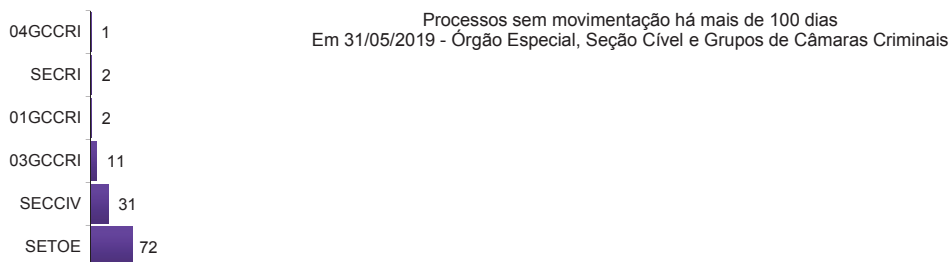 Processos sem movimentação há mais de 100 dias
Em 31/05/2019 - Órgão Especial, Seção Cível e Grupos de Câmaras Criminais
04GCCRI 1
SECRI 2
01GCCRI 2
03GCCRI 11
SECCIV 31
SETOE 72